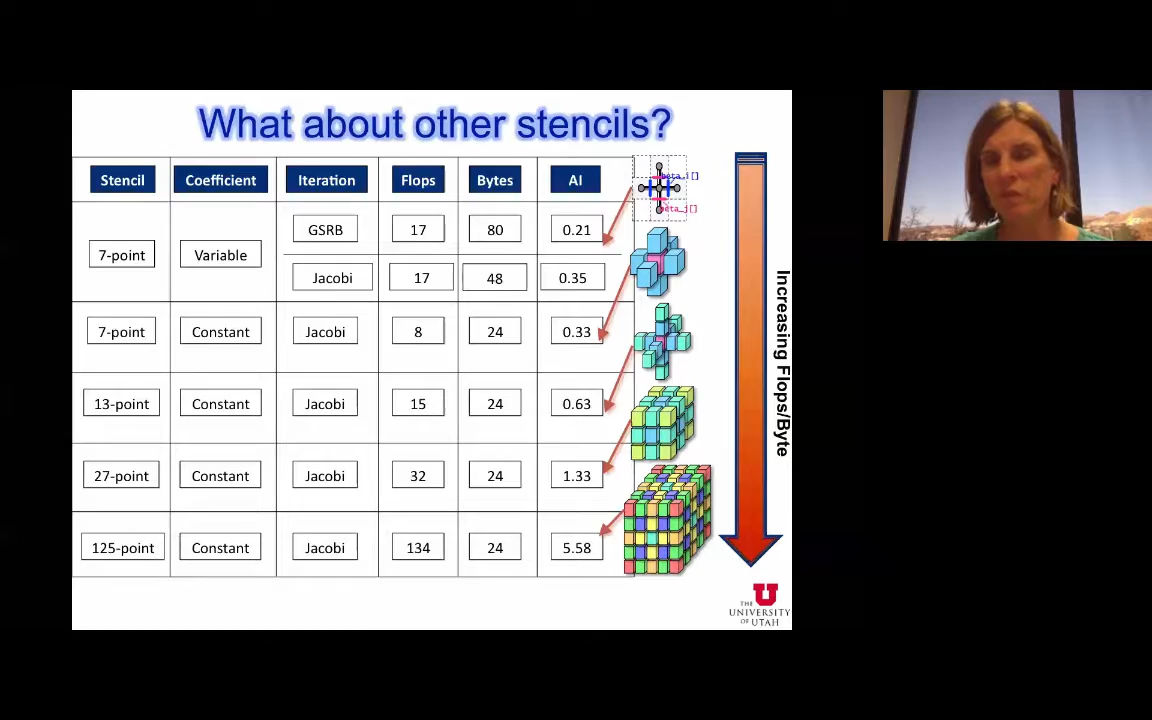 What about other stencils?
Stencil Coefficient Iteration Flops Bytes AI
beta_i[]
beta_j[]
7-point Variable GSRB 17 80 0.21
Jacobi 17 48 0.35
7-point Constant Jacobi 8 24 0.33
13-point Constant Jacobi 15 24 0.63
27-point Constant Jacobi 32 24 1.33
125-point Constant Jacobi 134 24 5.58
Increasing Flops/Byte
U
THE
UNIVERSITY
OF UTAH